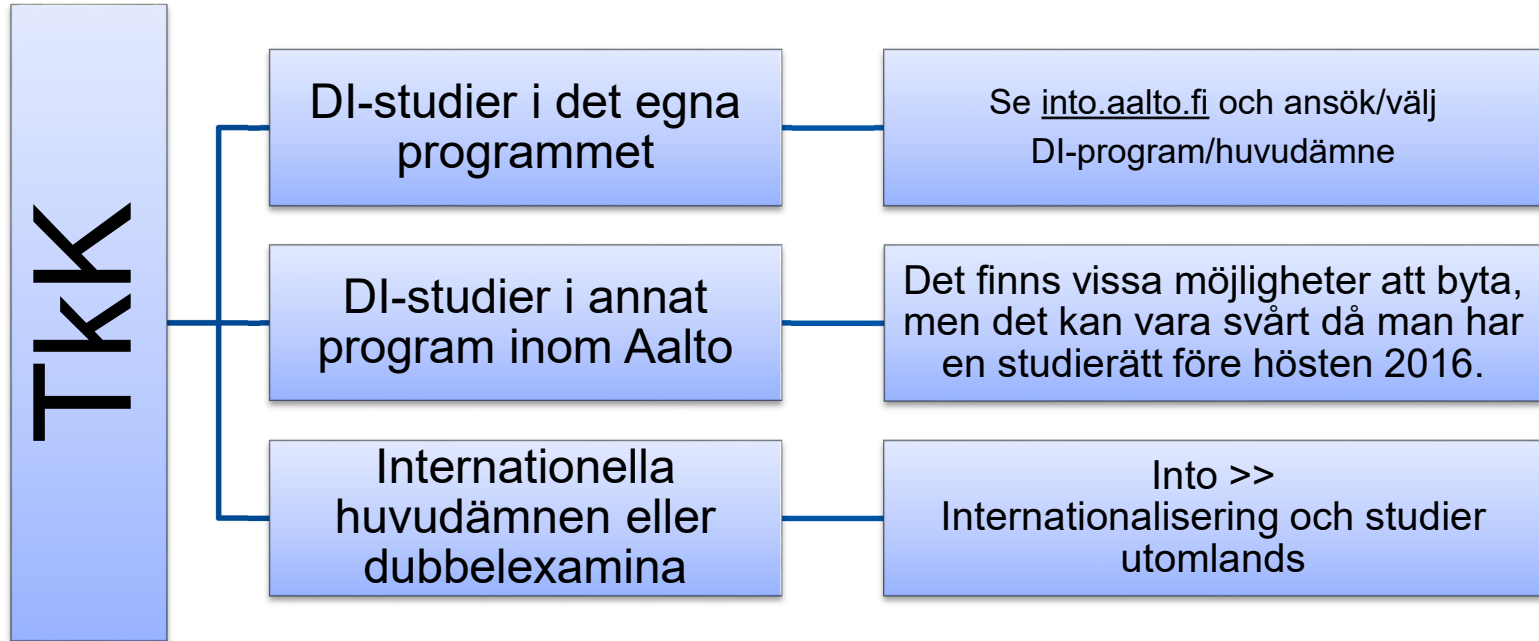 TkK
DI-studier i det egna
programmet
Se into.aalto.fi och ansök/välj
DI-program/huvudämne
DI-studier i annat
program inom Aalto
Det finns vissa möjligheter att byta,
men det kan vara svårt då man har
en studierätt före hösten 2016.
Internationella
huvudämnen eller
dubbelexamina
Into >>
Internationalisering och studier
utomlands